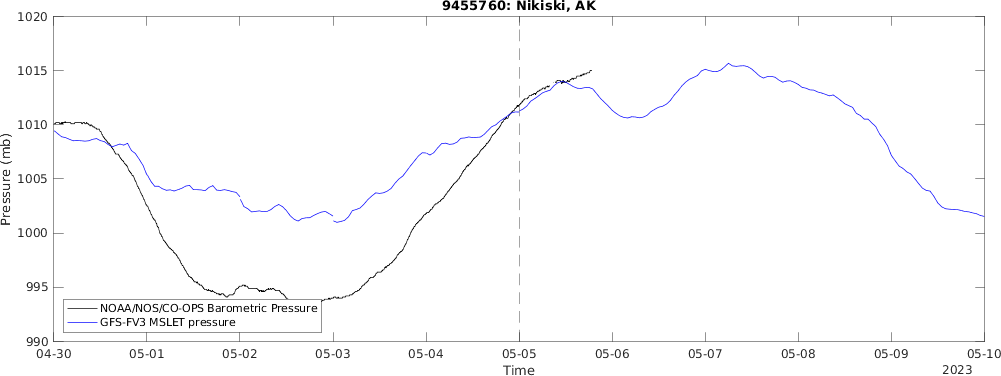 9455760: Nikiski, AK
1020
1015
1010
1005
1000
995
990
Pressure (mb)
NOAA/NOS/CO-OPS Barometric Pressure
GFS-FV3 MSLET pressure
04-30 05-01 05-02 05-03 05-04 05-05 05-06 05-07 05-08 05-09 05-10
Time
2023